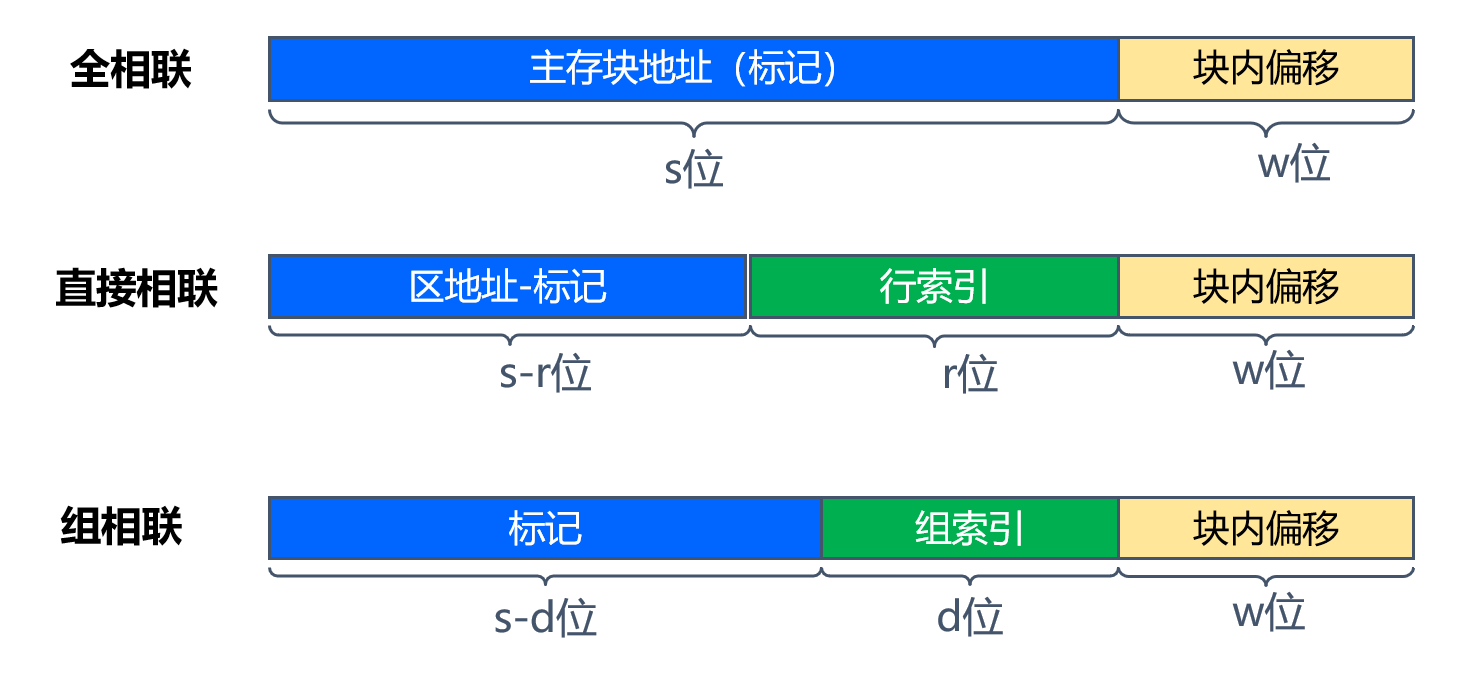 全相联
主存块地址（标记）
块内偏移
s位
w位
直接相联
区地址-标记
行索引
块内偏移
s-r位
r位
w位
组相联
标记
组索引
块内偏移
s-d位
d位
w位